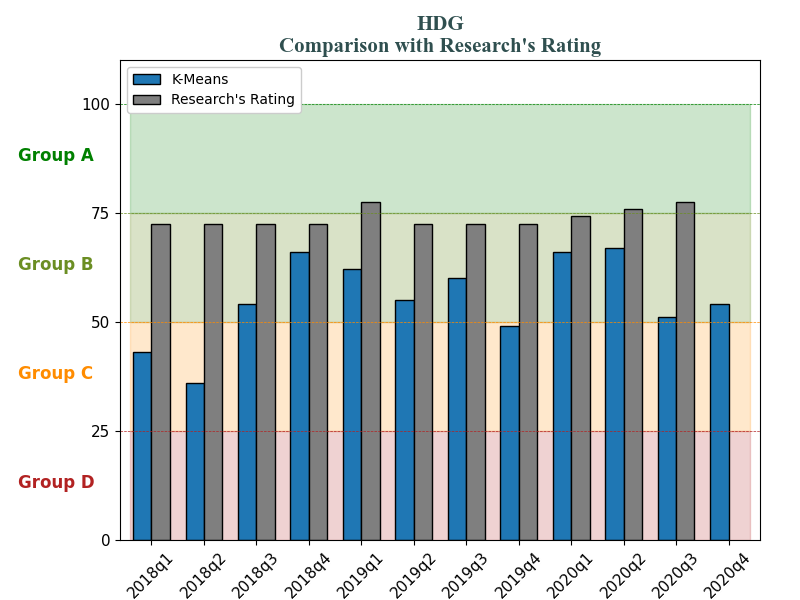 HDG
Comparison with Research's Rating
K-Means
Research's Rating
100
Group A
75
Group B
50
Group C
25
Group D
0
2018q1
2018q2
2018q3
2018q4
2019q1
2019q2
2019q3
2019q4
2020q1
2020q2
2020q3
2020q4